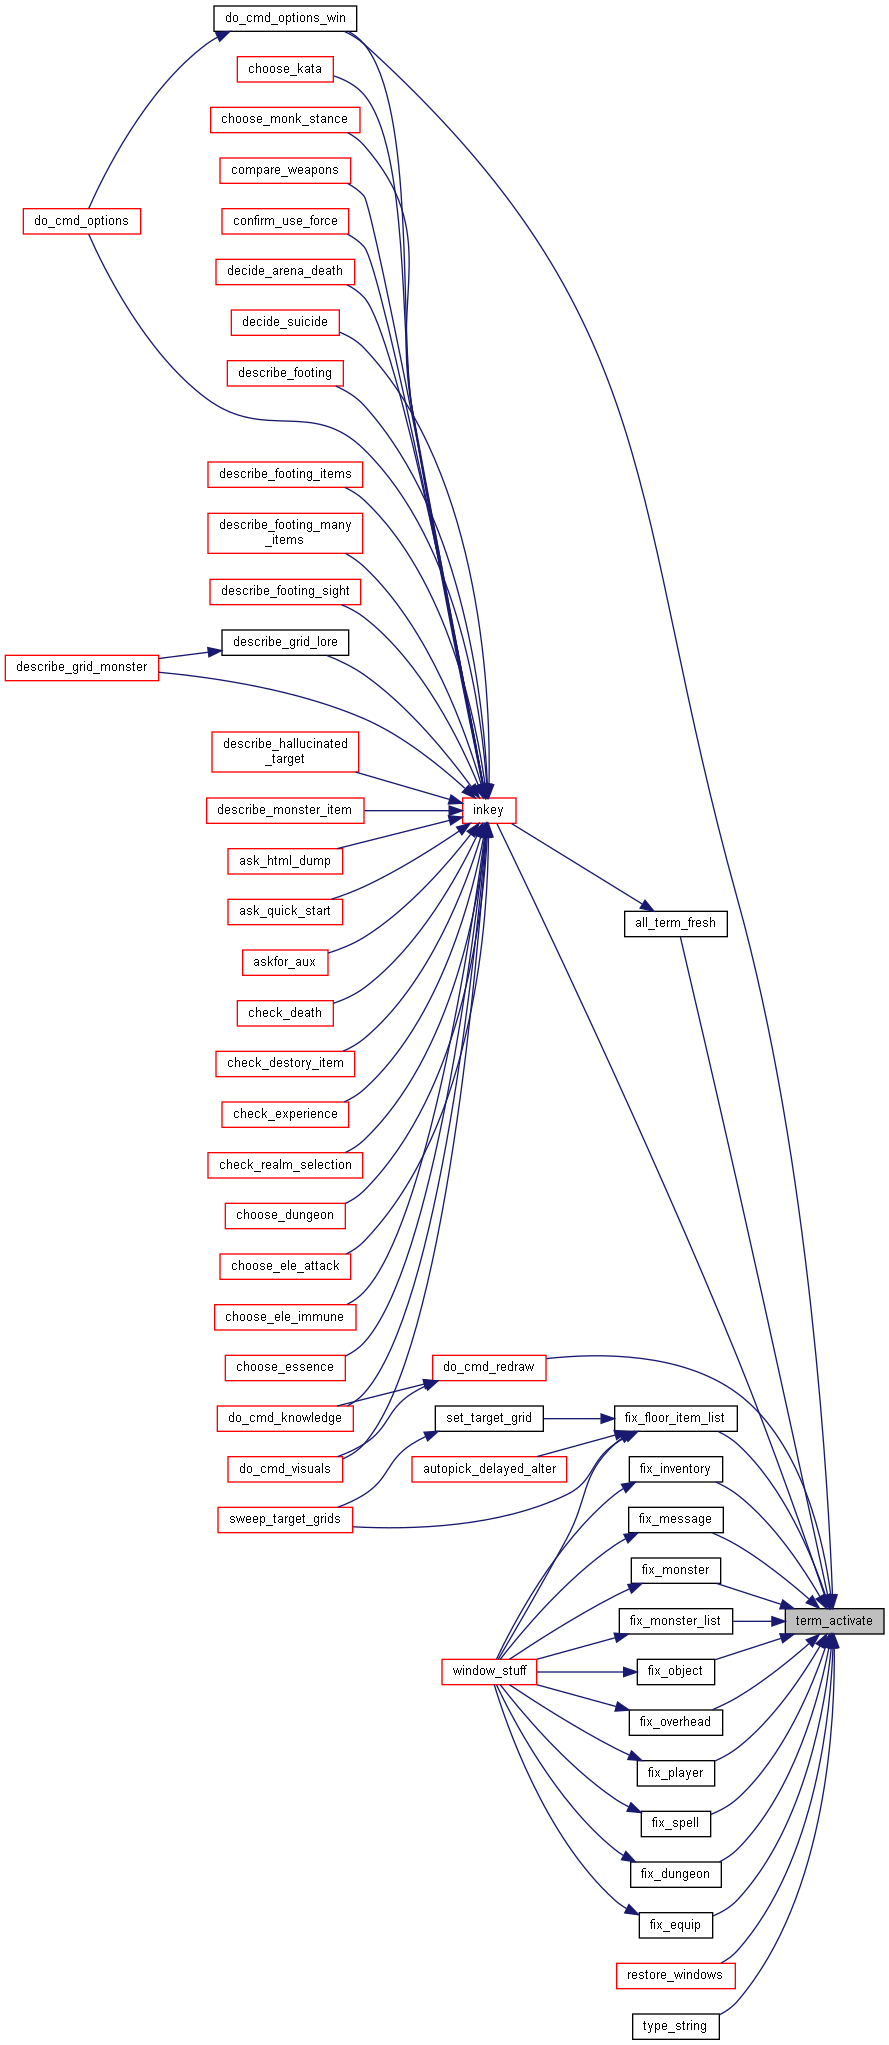 do_cmd_options_win
choose_kata
choose_monk_stance
compare_weapons
do_cmd_options
confirm_use_force
decide_arena_death
decide_suicide
describe_footing
describe_footing_items
describe_footing_many
_items
describe_footing_sight
describe_grid_lore
describe_grid_monster
describe_hallucinated
_target
describe_monster_item
inkey
ask_html_dump
ask_quick_start
all_term_fresh
askfor_aux
check_death
check_destory_item
check_experience
check_realm_selection
choose_dungeon
choose_ele_attack
choose_ele_immune
choose_essence
do_cmd_redraw
do_cmd_knowledge
set_target_grid
fix_floor_item_list
do_cmd_visuals
autopick_delayed_alter
fix_inventory
sweep_target_grids
fix_message
fix_monster
fix_monster_list
term_activate
window_stuff
fix_object
fix_overhead
fix_player
fix_spell
fix_dungeon
fix_equip
restore_windows
type_string